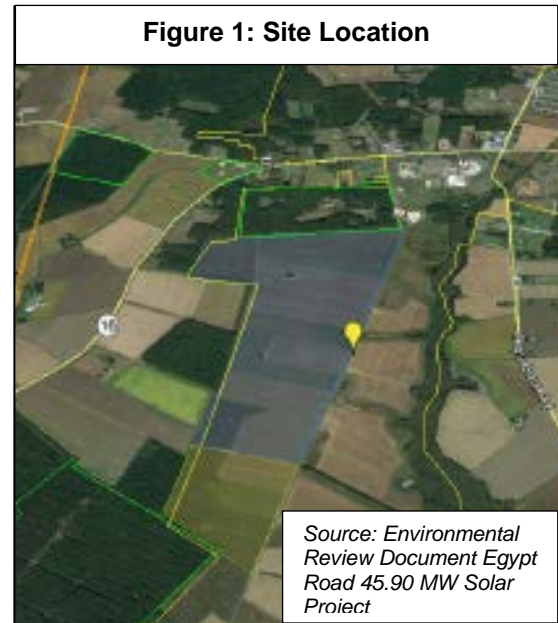 Figure 1: Site Location
16
Source: Environmental
Review Document Egypt
Road 45.90 MW Solar
Project